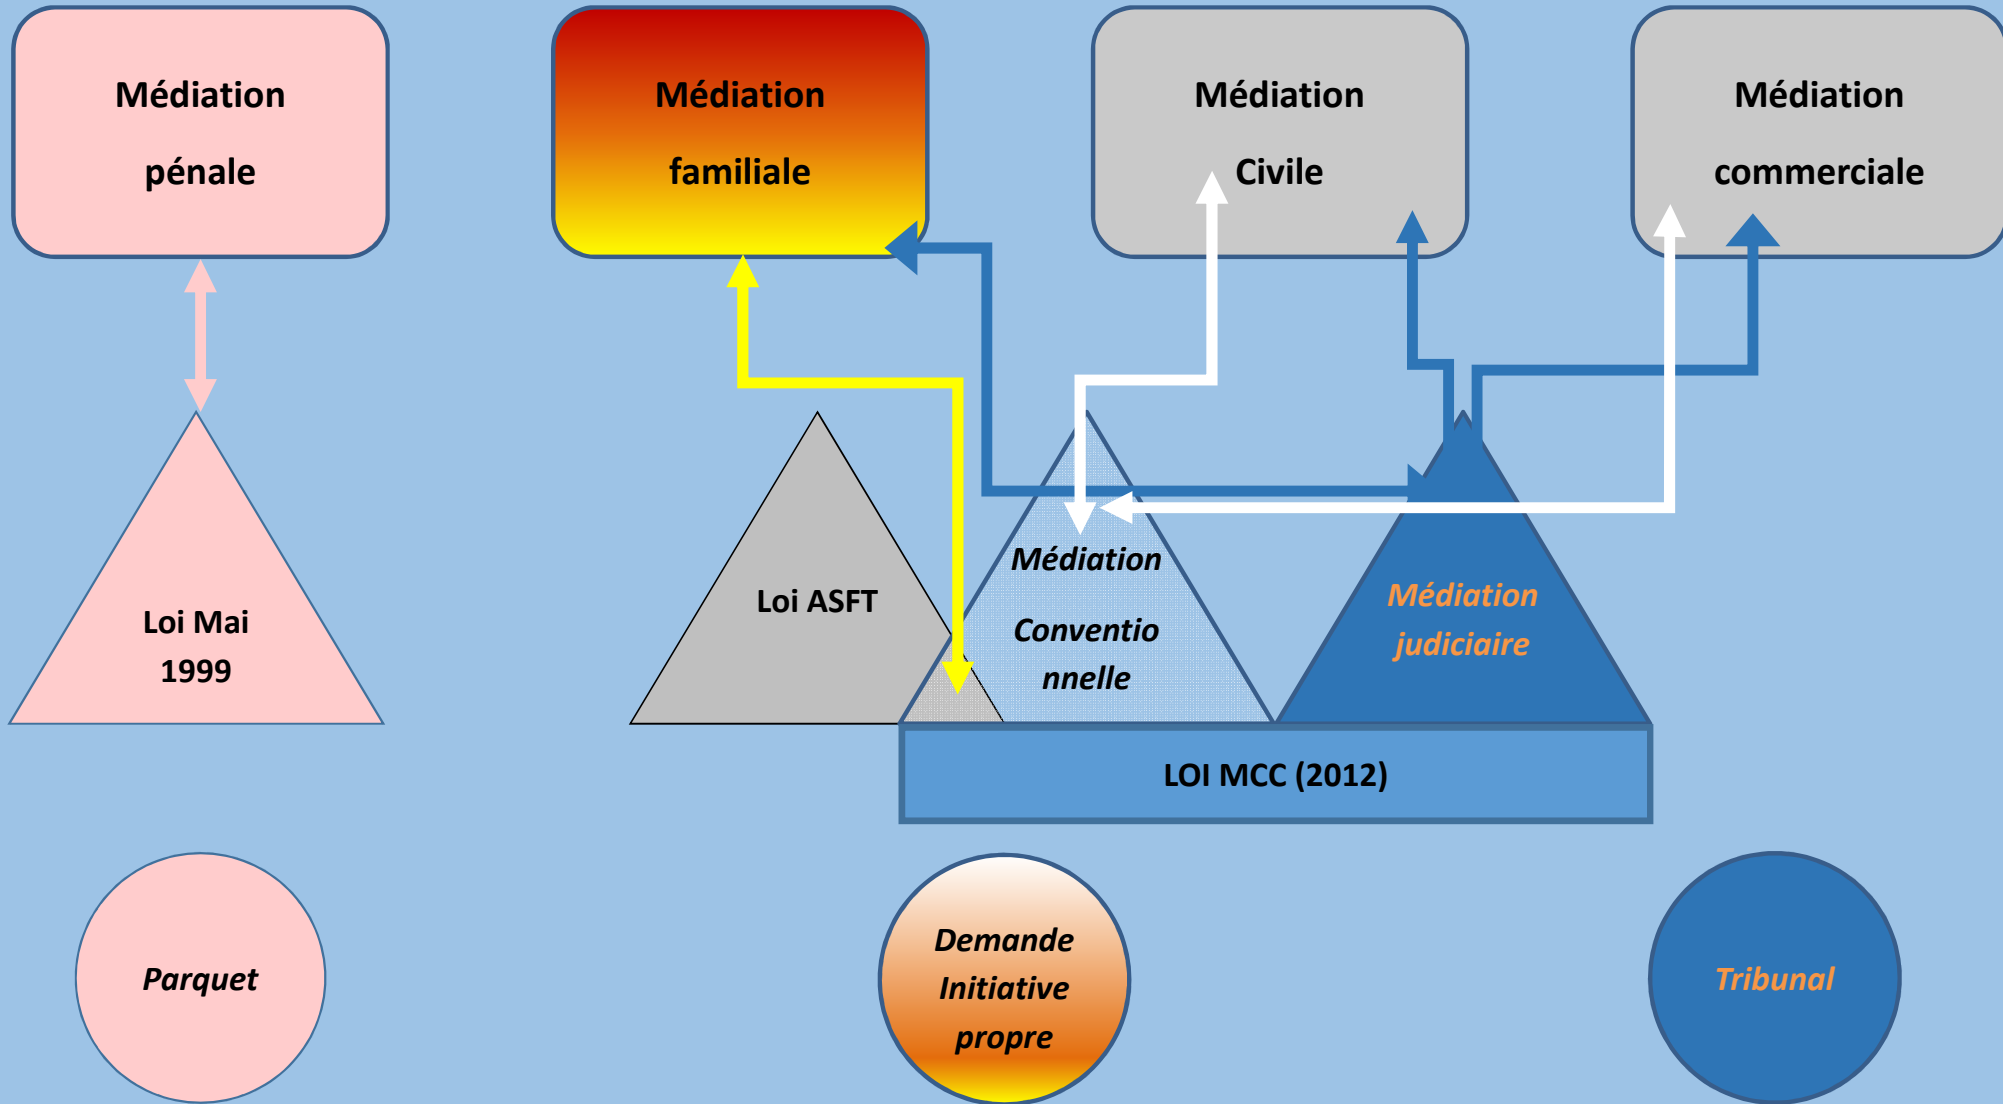 Médiation
pénale
Médiation
familiale
Médiation
Civile
Médiation
commerciale
Loi Mai
1999
Loi ASFT
Médiation
Conventio
nnelle
Médiation
judiciaire
LOI MCC (2012)
Parquet
Demande
Initiative
propre
Tribunal